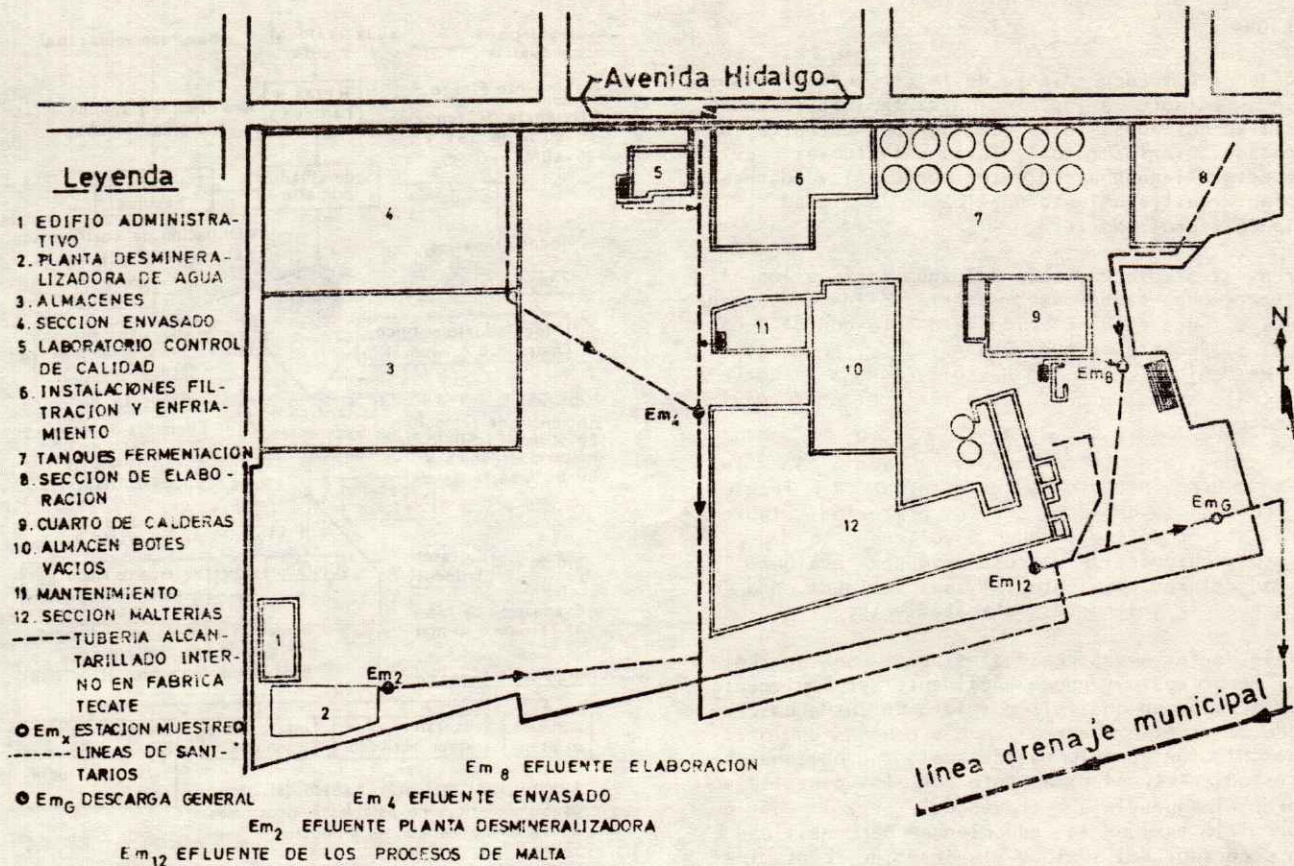 Avenida Hidalgo
Leyenda
1 EDIFIO ADMINISTRA-
TIVO
2. PLANTA DESMINERA-
LIZADORA DE AGUA
3. ALMACENES
4. SECCION ENVASADO
5. LABORATORIO CONTROL
DE CALIDAD
6. INSTALACIONES FIL-
TRACION Y ENFRIA-
MIENTO
7 TANQUES FERMENTACION
8. SECCION DE ELABO-
RACION
9. CUARTO DE CALDERAS
10. ALMACEN BOTES
VACIOS
11. MANTENIMIENTO
12. SECCION MALTERIAS
TUBERIA ALCAN-
TARILLADO INTER-
NO EN FABRICA
TECATE
Emx ESTACION MUESTREO
LINEAS DE SANI-
TARIOS
EmG DESCARGA GENERAL
4
5
6
7
8
3
11
10
9
N
Em4
Em8
12
EmG
Em12
1
Em2
2
línea drenaje municipal
Em8 EFLUENTE ELABORACION
Em4 EFLUENTE ENVASADO
Em2 EFLUENTE PLANTA DESMINERALIZADORA
Em12 EFLUENTE DE LOS PROCESOS DE MALTA